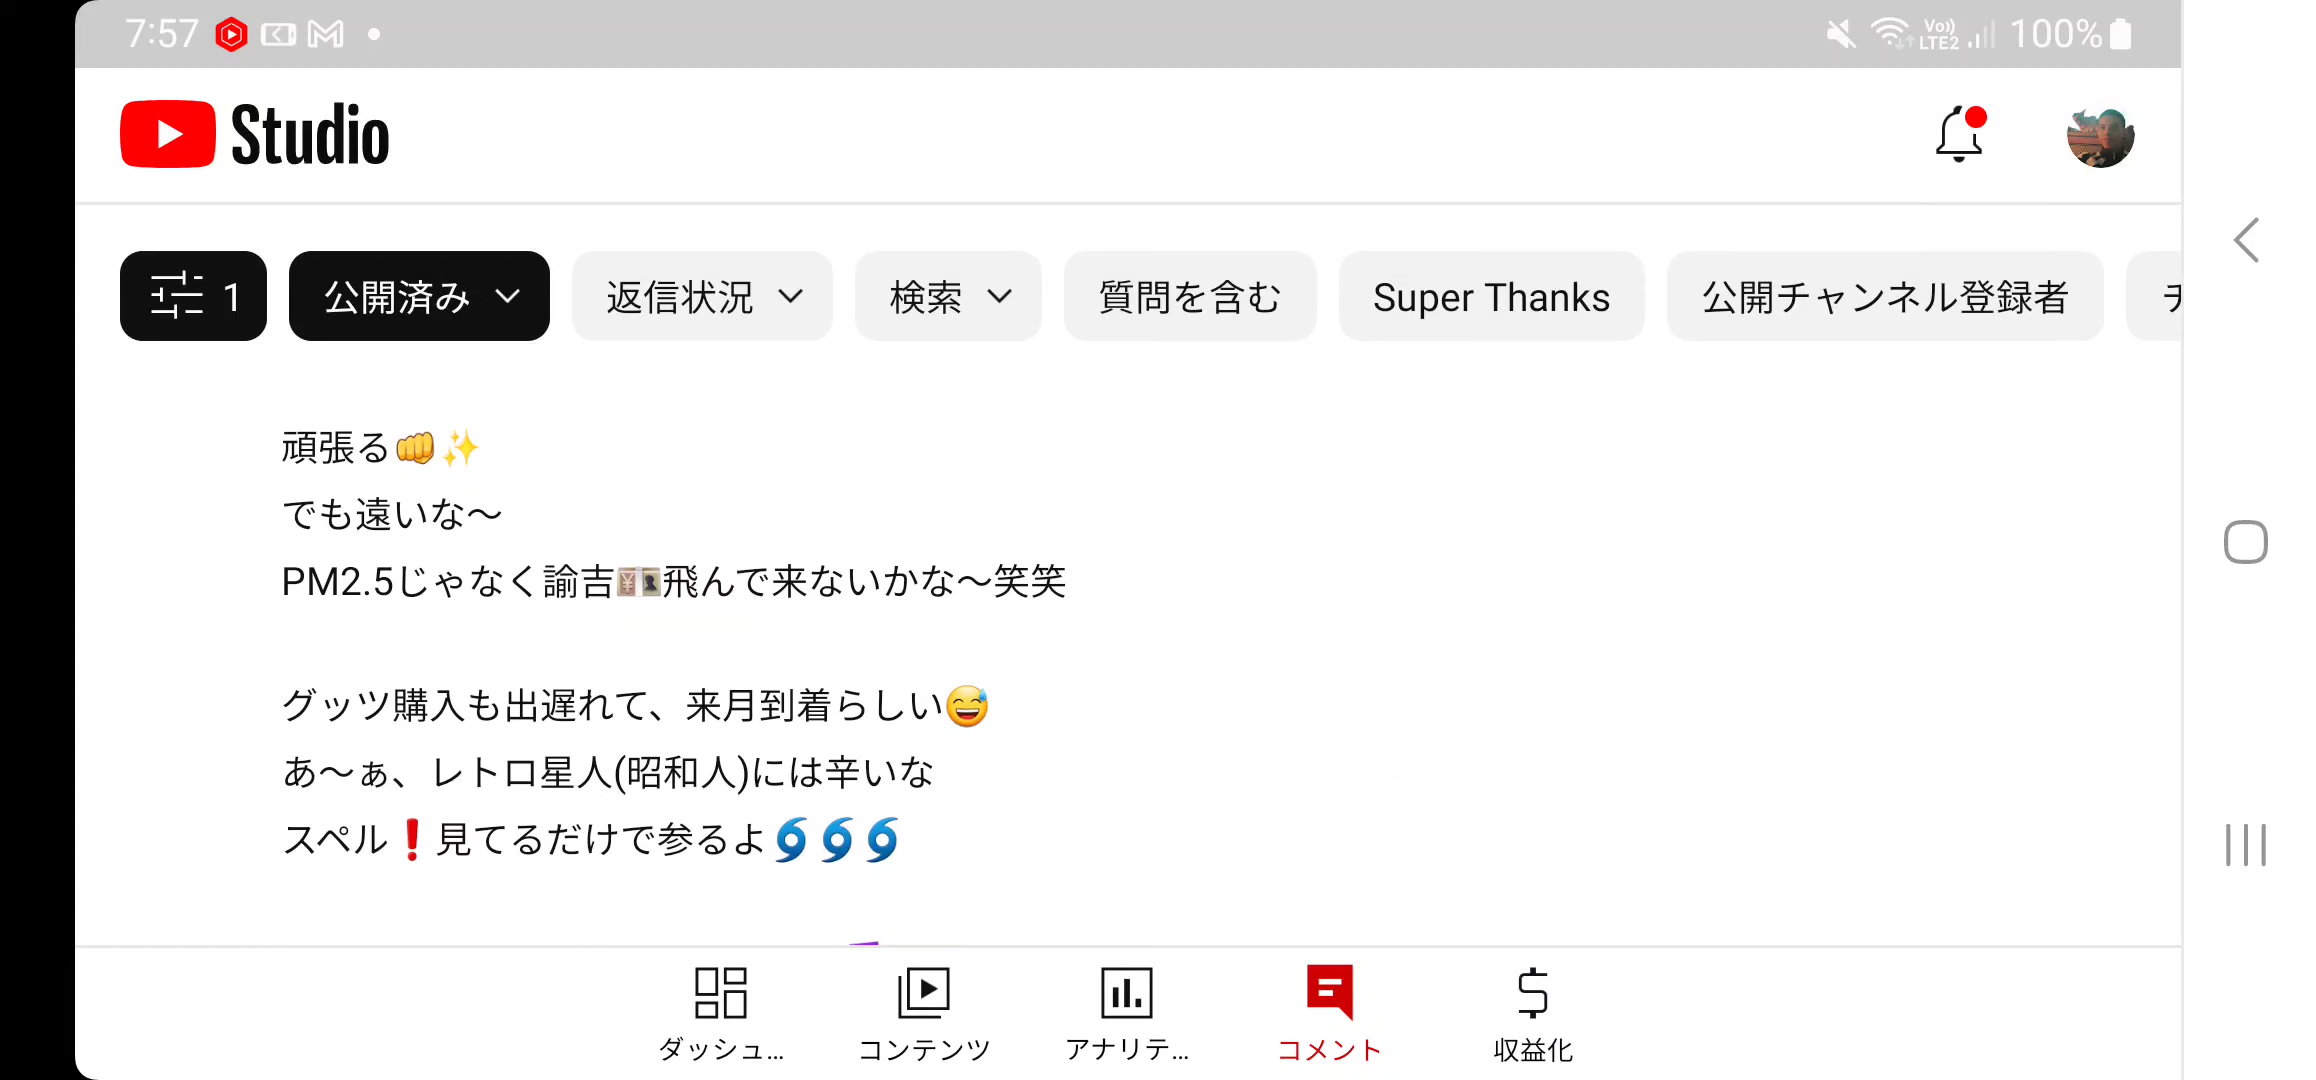 7:57
Vo))
LTE2
100%
Studio
1
公開済み
返信状況
検索
質問を含む
Super Thanks
公開チャンネル登録者
頑張る👊✨
でも遠いな〜
PM2.5じゃなく諭吉💴飛んで来ないかな〜笑笑
グッツ購入も出遅れて、来月到着らしい😅
あ〜ぁ、レトロ星人(昭和人)には辛いな
スペル❗見てるだけで参るよ🌀🌀🌀
ダッシュ...
コンテンツ
アナリテ...
コメント
収益化